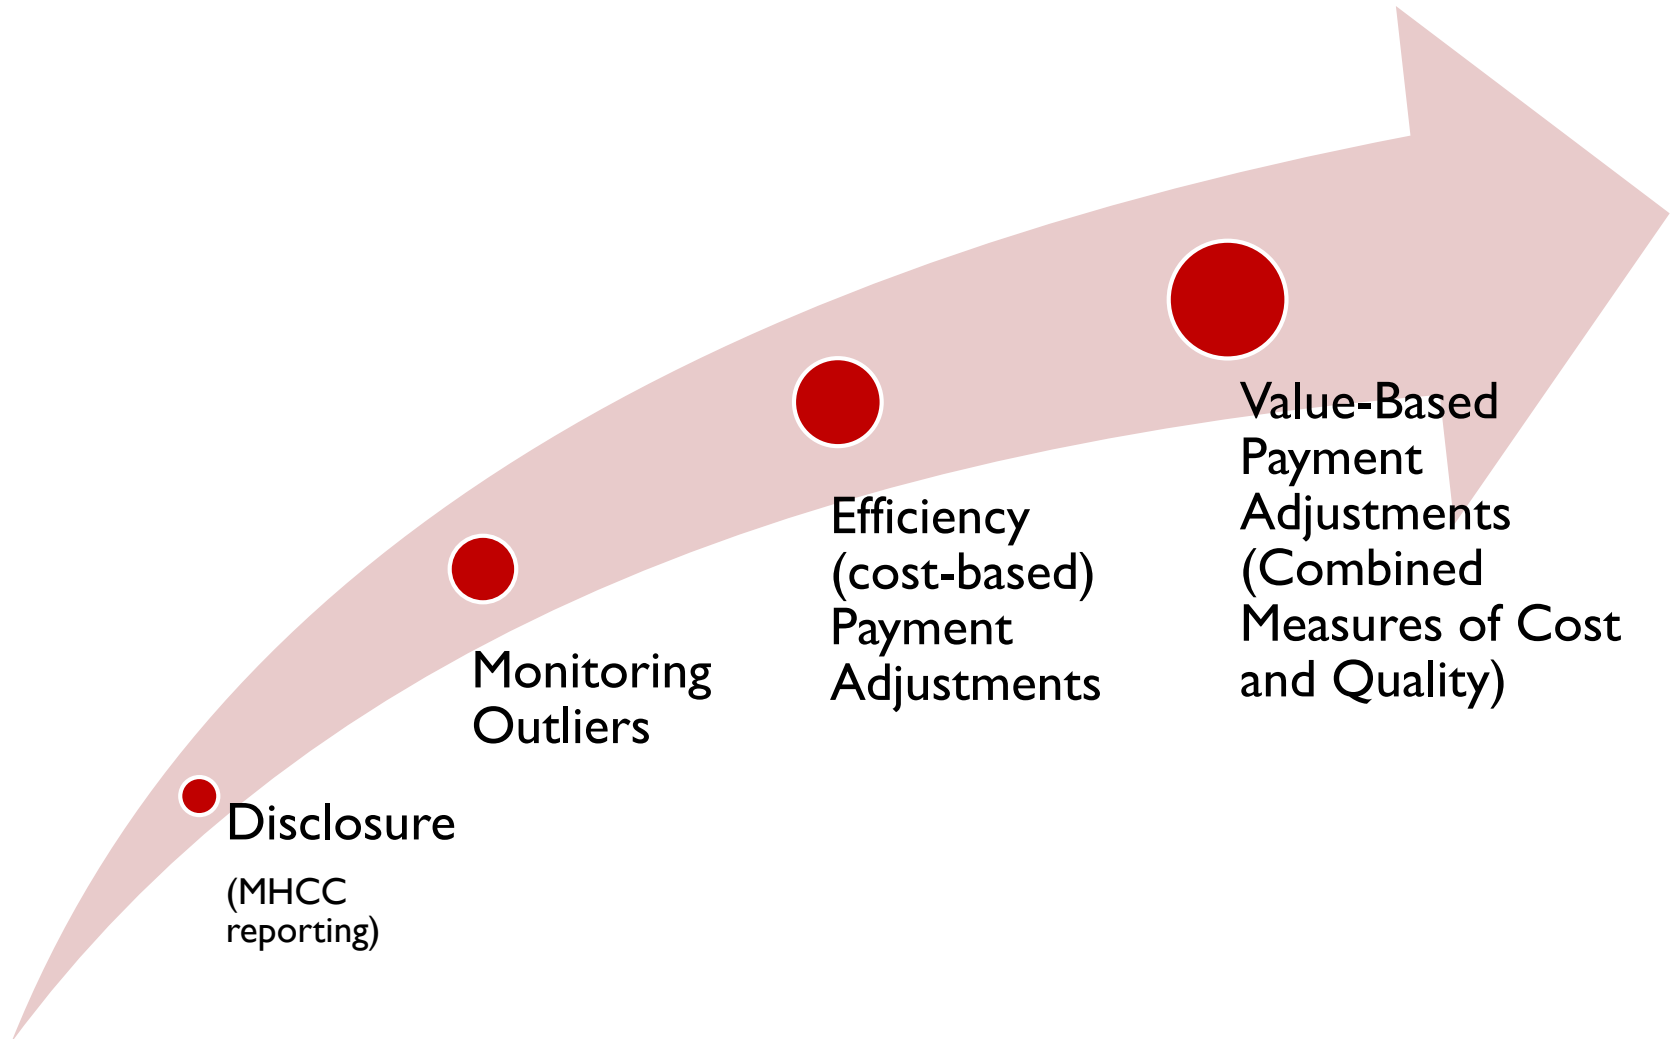 Disclosure
(MHCC
reporting)
Monitoring
Outliers
Efficiency
(cost-based)
Payment
Adjustments
Value-Based
Payment
Adjustments
(Combined
Measures of Cost
and Quality)